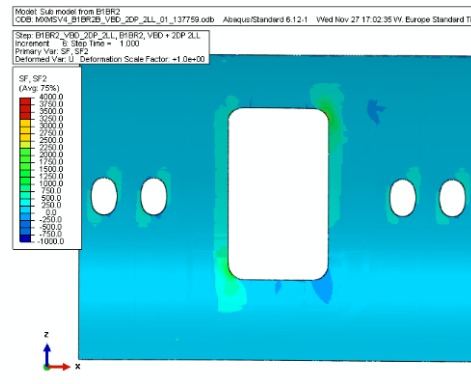 Model: Sub model from B1BR2
ODB: MXMSV4_B1BR2B_VBD_2DP_2LL_01_137759.odb Abaqus/Standard 6.12-1 Wed Nov 27 17:02:35 W. Europe Standard T
Step: B1BR2_VBD_2DP_2LL, B1BR2, VBD + 2DP 2LL
Increment 6: Step Time = 1.000
Primary Var: SF, SF2
Deformed Var: U Deformation Scale Factor: +1.0e+00
SF, SF2
(Avg: 75%)
4000.0
3750.0
3500.0
3250.0
3000.0
2750.0
2500.0
2250.0
2000.0
1750.0
1500.0
1250.0
1000.0
750.0
500.0
250.0
0.0
-250.0
-500.0
-750.0
-1000.0
z
x